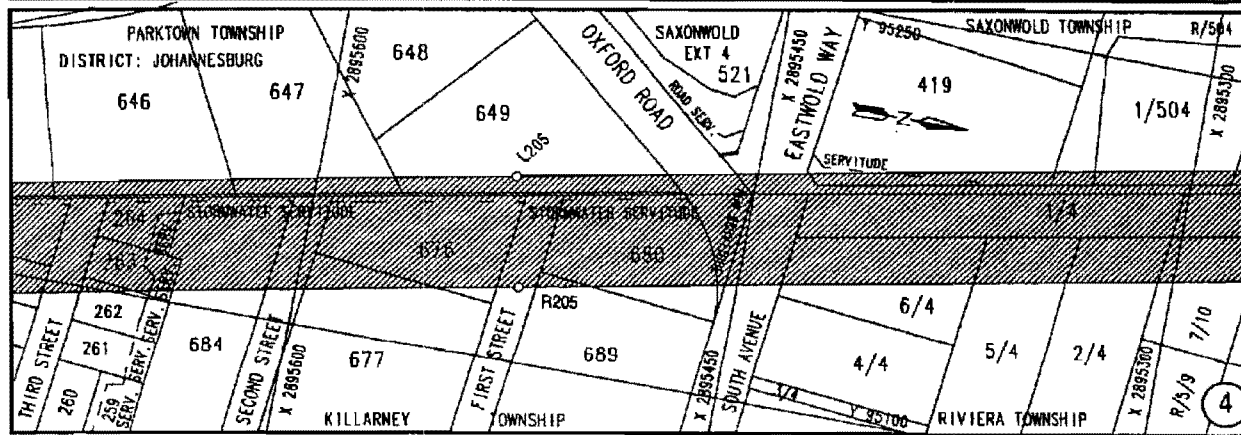 PARKTOWN TOWNSHIP
DISTRICT: JOHANNESBURG
646
647
X 2895600
648
649
OXFORD ROAD
SAXONWOLD
EXT 4
521
ROAD SERV.
X 2895450
EASTWOLD WAY
Y 95250
SAXONWOLD TOWNSHIP
R/504
419
N
1/504
X 2895300
SERVITUDE
L205
264
STORMWATER SERVITUDE
STORMWATER SERVITUDE
1/4
263
676
680
R205
THIRD STREET
262
261
260
259
SERV.
SERV.
SERV.
SERV.
684
SECOND STREET
X 2895600
677
FIRST STREET
689
X 2895450
SOUTH AVENUE
6/4
4/4
5/4
2/4
1/4
Y 95100
X 2895300
7/10
R/5/9
KILLARNEY TOWNSHIP
RIVIERA TOWNSHIP
4